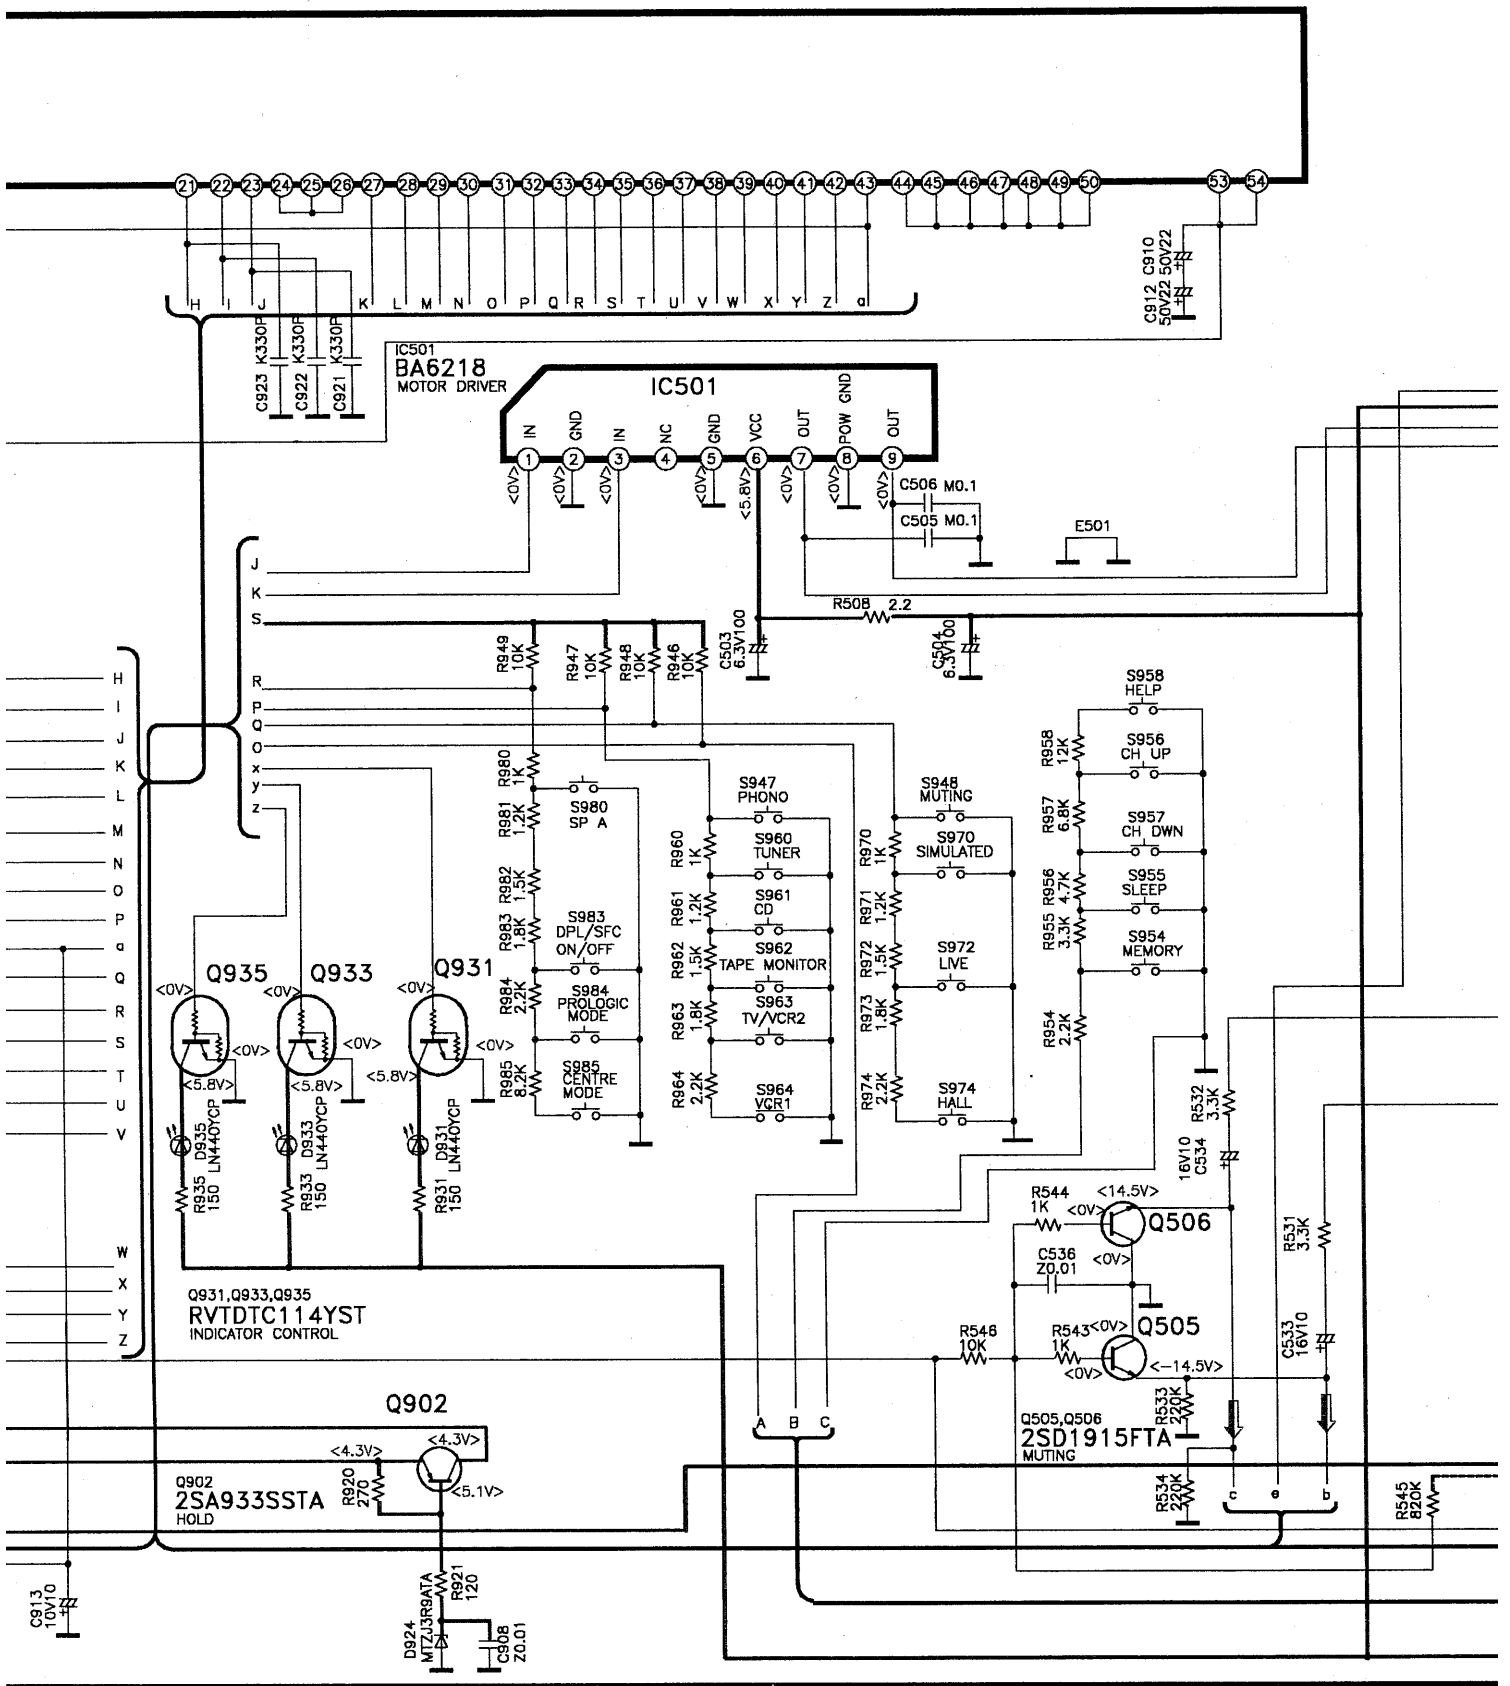 21 22 23 24 25 26 27 28 29 30 31 32 33 34 35 36 37 38 39 40 41 42 43 44 45 46 47 48 49 50 53 54
C912 C910
50V22 50V22
H I J K L M N O P Q R S T U V W X Y Z a
C923 K330P
C922 K330P
C921 K330P
IC501
BA6218
MOTOR DRIVER
IC501
IN GND IN NC GND VCC OUT POW GND OUT
1 2 3 4 5 6 7 8 9
<0V> <0V> <0V> <0V> <5.8V> <0V> <0V> <0V>
C506 M0.1
C505 M0.1
E501
J
K
S
R
P
Q
O
x
y
z
R508 2.2
C503
6.3V100
C504
6.3V100
R949
10K
R947
10K
R948
10K
R946
10K
H
I
J
K
L
M
N
O
P
a
Q
R
S
T
U
V
W
X
Y
Z
R980
1K
R981
1.2K
R982
1.5K
R983
1.8K
R984
2.2K
R985
8.2K
S980
SP A
S983
DPL/SFC
ON/OFF
S984
PROLOGIC
MODE
S985
CENTRE
MODE
R960
1K
R961
1.2K
R962
1.5K
R963
1.8K
R964
2.2K
S947
PHONO
S960
TUNER
S961
CD
S962
TAPE MONITOR
S963
TV/VCR2
S964
VCR1
R970
1K
R971
1.2K
R972
1.5K
R973
1.8K
R974
2.2K
S948
MUTING
S970
SIMULATED
S972
LIVE
S974
HALL
R958
12K
R957
6.8K
R956
4.7K
R955
3.3K
R954
2.2K
S958
HELP
S956
CH UP
S957
CH DWN
S955
SLEEP
S954
MEMORY
Q935 Q933 Q931
<0V> <0V> <0V>
<0V> <0V> <0V>
<5.8V> <5.8V> <5.8V>
D935
LN440YCP
D933
LN440YCP
D931
LN440YCP
R935
150
R933
150
R931
150
Q931,Q933,Q935
RVTDTC114YST
INDICATOR CONTROL
R532
3.3K
16V10
C534
R544
1K
<14.5V>
<0V>
Q506
<0V>
C536
Z0.01
R531
3.3K
C533
16V10
R546
10K
R543
1K
<0V>
Q505
<0V>
<-14.5V>
R533
220K
R534
220K
Q505,Q506
2SD1915FTA
MUTING
A B C
c e b
R545
820K
Q902
<4.3V>
<4.3V>
<5.1V>
Q902
2SA933SSTA
HOLD
R920
270
R921
120
D924
MTZJ3R9ATA
C908
Z0.01
C913
10V10